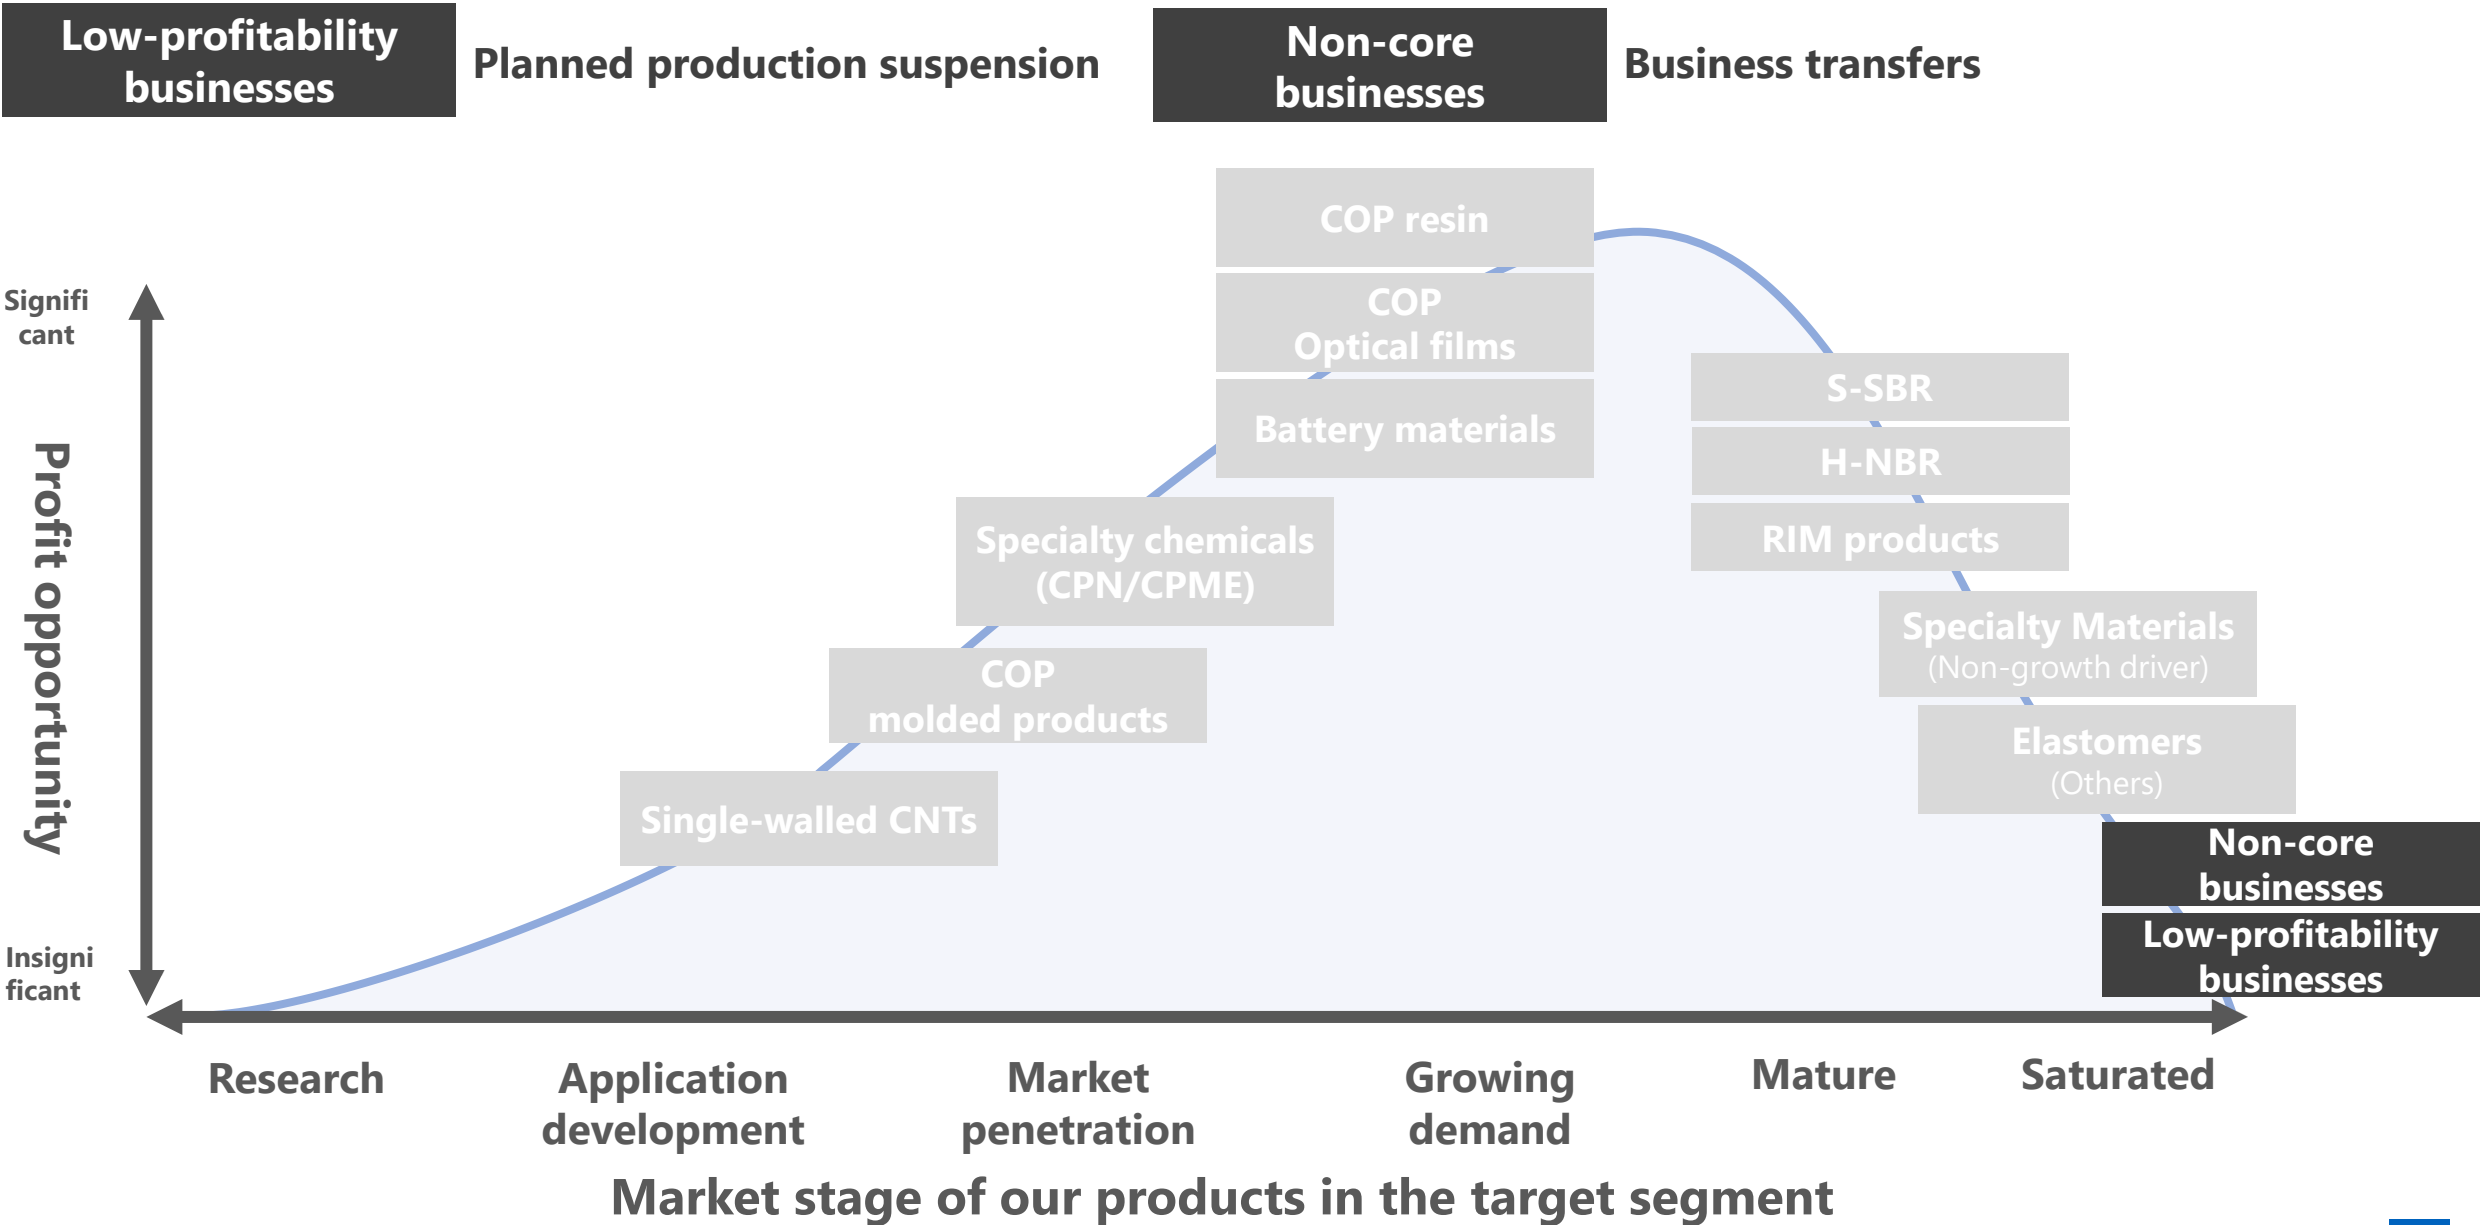 Low-profitability
businesses
Planned production suspension
Non-core
businesses
Business transfers
COP resin
COP
Optical films
Battery materials
S-SBR
H-NBR
RIM products
Specialty chemicals
(CPN/CPME)
Specialty Materials
(Non-growth driver)
COP
molded products
Elastomers
(Others)
Single-walled CNTs
Non-core
businesses
Low-profitability
businesses
Signifi
cant
Profit opportunity
Insigni
ficant
Research
Application
development
Market
penetration
Growing
demand
Mature
Saturated
Market stage of our products in the target segment